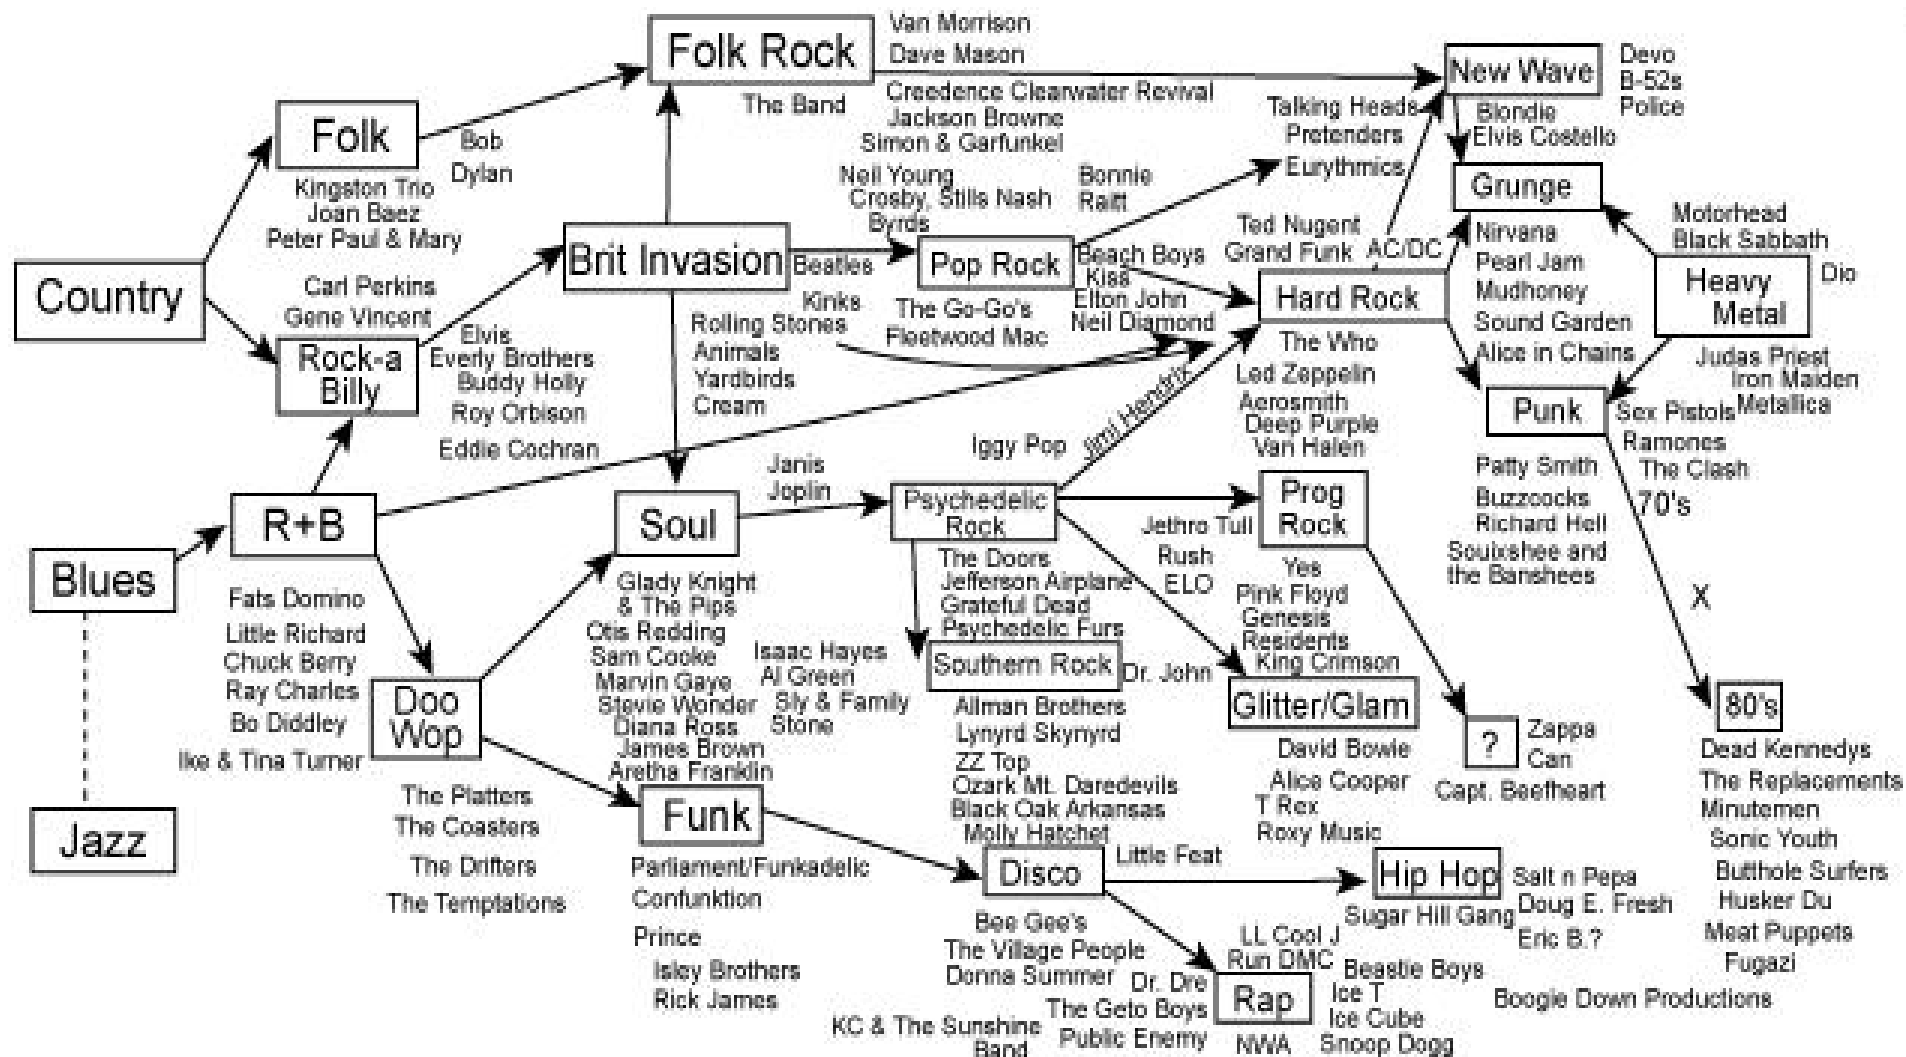 Folk Rock
Van Morrison
Dave Mason
The Band
Creedence Clearwater Revival
Jackson Browne
Simon & Garfunkel
New Wave
Devo
B-52s
Police
Talking Heads
Pretenders
Eurythmics
Blondie
Elvis Costello
Folk
Bob
Dylan
Kingston Trio
Joan Baez
Peter Paul & Mary
Neil Young
Crosby, Stills Nash
Byrds
Bonnie
Raitt
Grunge
Nirvana
Pearl Jam
Mudhoney
Sound Garden
Alice in Chains
Motorhead
Black Sabbath
Dio
Heavy
Metal
Judas Priest
Iron Maiden
Metallica
Country
Carl Perkins
Gene Vincent
Rock-a
Billy
Elvis
Everly Brothers
Buddy Holly
Roy Orbison
Eddie Cochran
Brit Invasion
Beatles
Kinks
Rolling Stones
Animals
Yardbirds
Cream
Pop Rock
The Go-Go's
Fleetwood Mac
Beach Boys
Kiss
Elton John
Neil Diamond
Ted Nugent
Grand Funk
AC/DC
Hard Rock
The Who
Led Zeppelin
Aerosmith
Deep Purple
Van Halen
Punk
Sex Pistols
Ramones
The Clash
70's
Patty Smith
Buzzcocks
Richard Hell
Souixshee and
the Banshees
X
Iggy Pop
Jimi Hendrix
Janis
Joplin
Blues
R+B
Fats Domino
Little Richard
Chuck Berry
Ray Charles
Bo Diddley
Ike & Tina Turner
Jazz
Soul
Glady Knight
& The Pips
Otis Redding
Sam Cooke
Marvin Gaye
Stevie Wonder
Diana Ross
James Brown
Aretha Franklin
Isaac Hayes
Al Green
Sly & Family
Stone
Psychedelic
Rock
The Doors
Jefferson Airplane
Grateful Dead
Psychedelic Furs
Prog
Rock
Jethro Tull
Rush
ELO
Yes
Pink Floyd
Genesis
Residents
King Crimson
Southern Rock
Dr. John
Allman Brothers
Lynyrd Skynyrd
ZZ Top
Ozark Mt. Daredevils
Black Oak Arkansas
Molly Hatchet
Little Feat
Glitter/Glam
David Bowie
Alice Cooper
T Rex
Roxy Music
?
Zappa
Can
Capt. Beefheart
80's
Dead Kennedys
The Replacements
Minutemen
Sonic Youth
Butthole Surfers
Husker Du
Meat Puppets
Fugazi
Doo
Wop
The Platters
The Coasters
The Drifters
The Temptations
Funk
Parliament/Funkadelic
Confunktion
Prince
Isley Brothers
Rick James
Disco
Bee Gee's
The Village People
Donna Summer
KC & The Sunshine
Band
Hip Hop
Salt n Pepa
Doug E. Fresh
Eric B.?
Sugar Hill Gang
Boogie Down Productions
Rap
LL Cool J
Run DMC
Beastie Boys
Ice T
Ice Cube
Snoop Dogg
Dr. Dre
The Geto Boys
Public Enemy
NWA